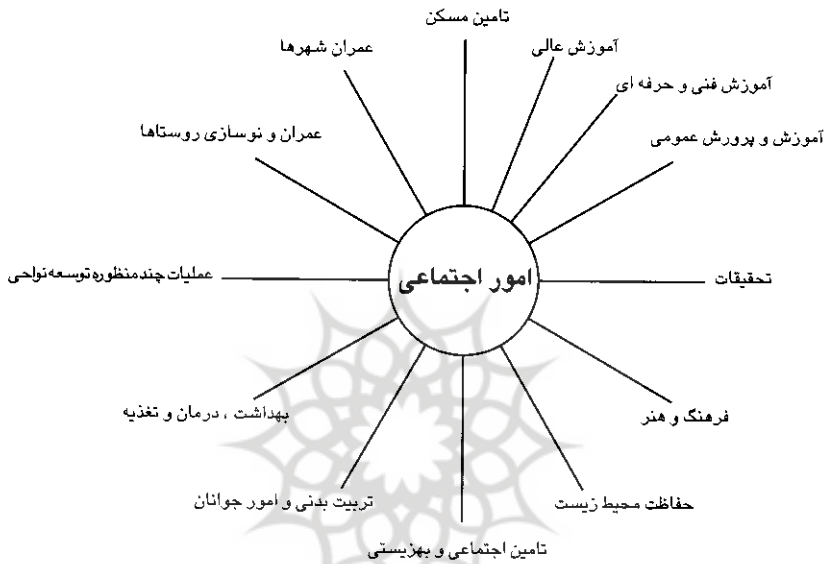 تامین مسکن
عمران شهرها
آموزش عالی
آموزش فنی و حرفه ای
عمران و نوسازی روستاها
آموزش و پرورش عمومی
امور اجتماعی
عملیات چندمنظوره توسعه نواحی
تحقیقات
بهداشت ، درمان و تغذیه
فرهنگ و هنر
تربیت بدنی و امور جوانان
حفاظت محیط زیست
تامین اجتماعی و بهزیستی